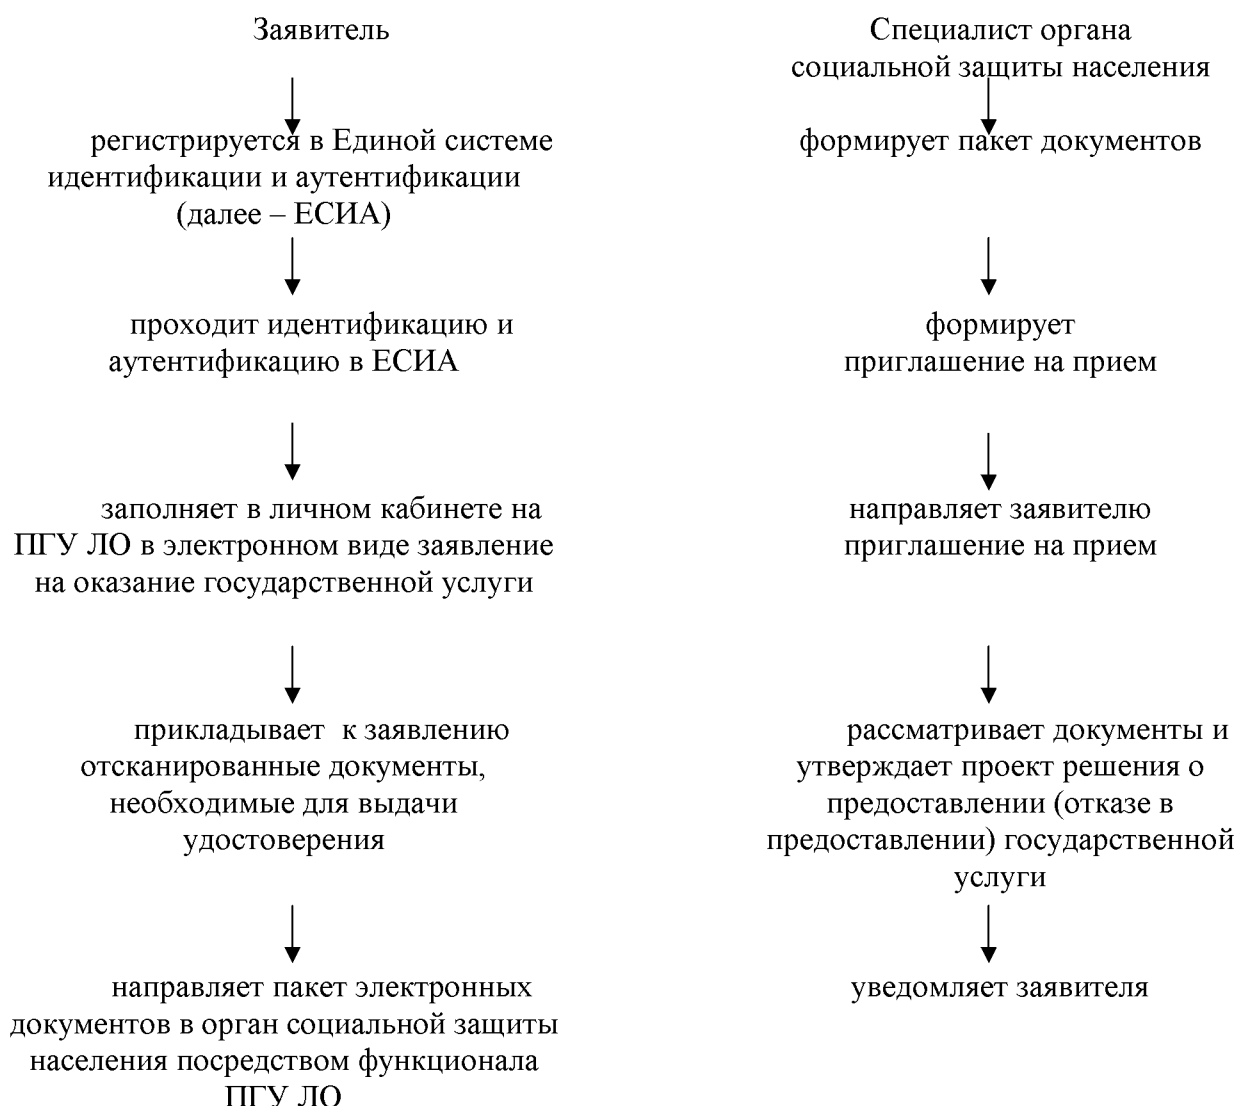 Заявитель
регистрируется в Единой системе
идентификации и аутентификации
(далее – ЕСИА)
проходит идентификацию и
аутентификацию в ЕСИА
заполняет в личном кабинете на
ПГУ ЛО в электронном виде заявление
на оказание государственной услуги
прикладывает к заявлению
отсканированные документы,
необходимые для выдачи
удостоверения
направляет пакет электронных
документов в орган социальной защиты
населения посредством функционала
ПГУ ЛО
Специалист органа
социальной защиты населения
формирует пакет документов
формирует
приглашение на прием
направляет заявителю
приглашение на прием
рассматривает документы и
утверждает проект решения о
предоставлении (отказе в
предоставлении) государственной
услуги
уведомляет заявителя